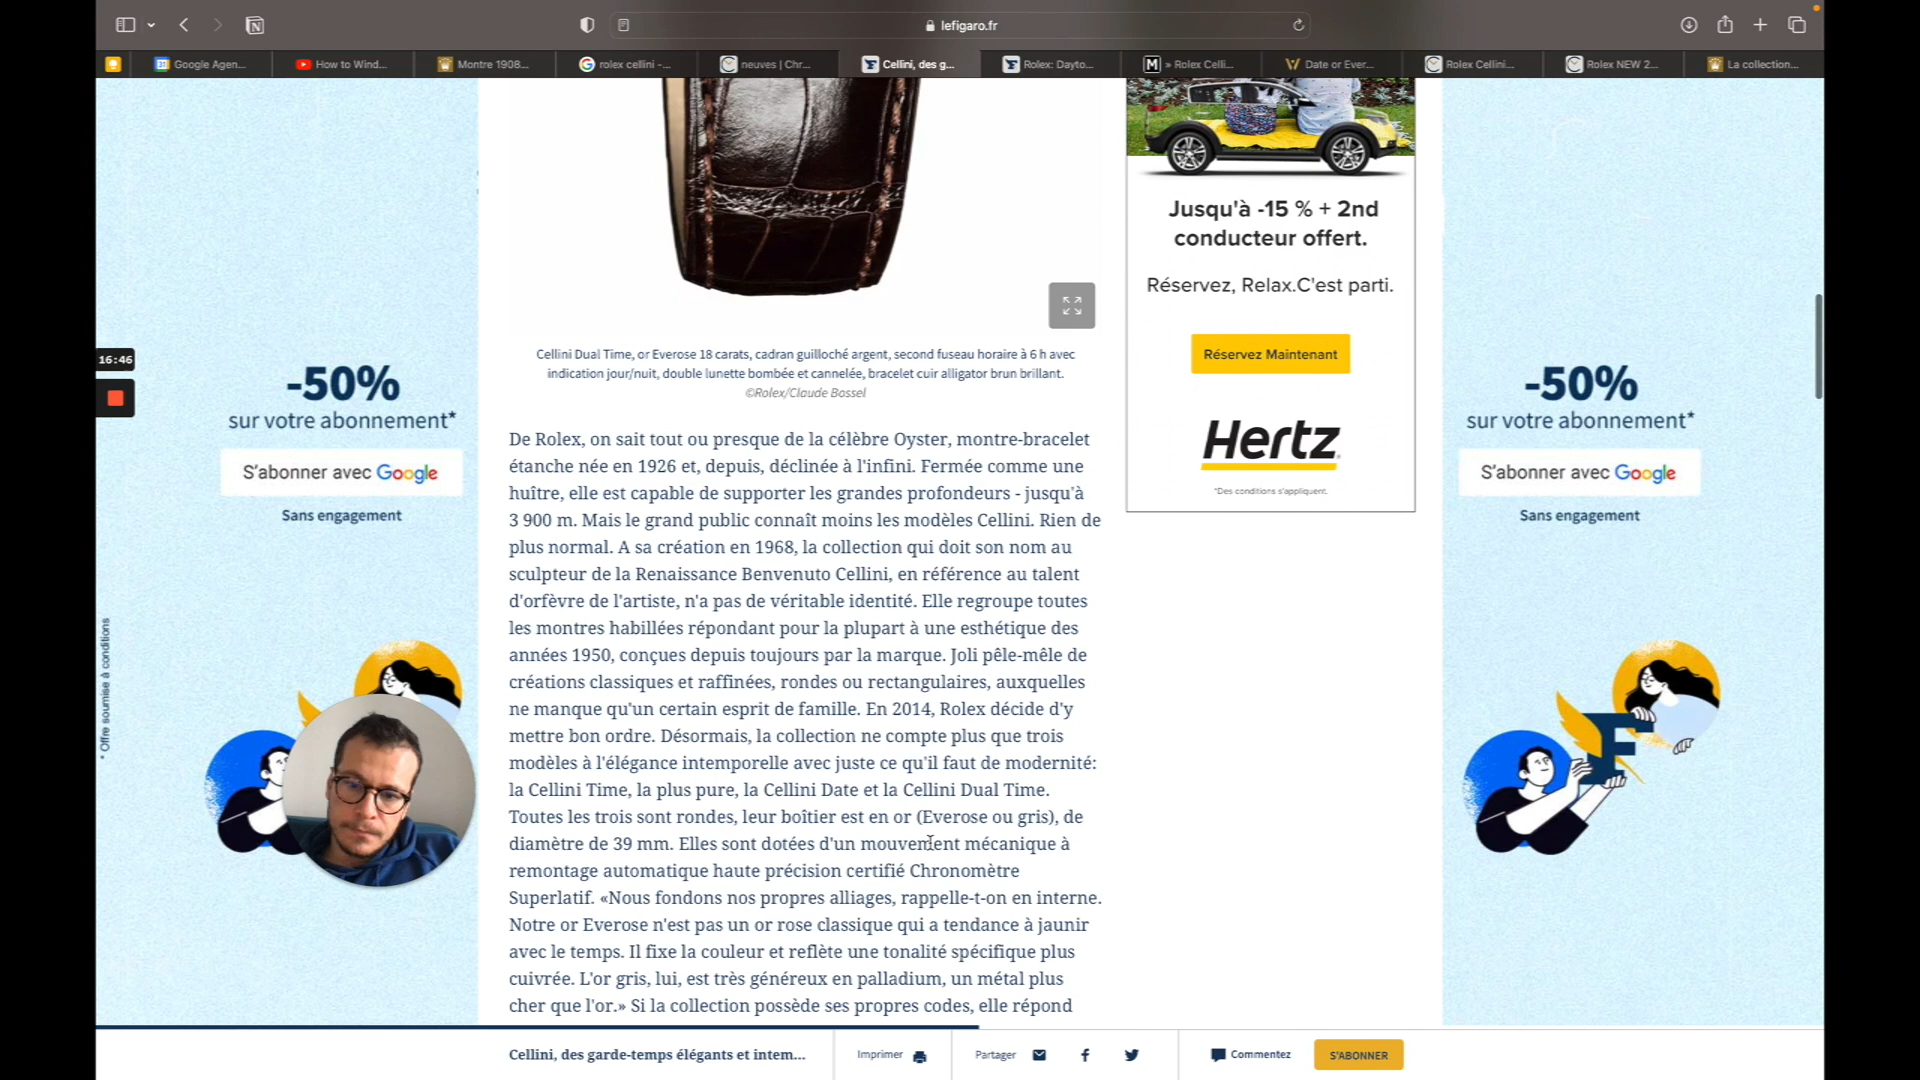 lefigaro.fr
Google Agen...
How to Wind...
Montre 1908...
rolex cellini -...
neuves | Chr...
Cellini, des g...
Rolex: Dayto...
» Rolex Celli...
Date or Ever...
Rolex Cellini...
Rolex NEW 2...
La collection...
16:46
-50%
sur votre abonnement*
S'abonner avec Google
Sans engagement
* Offre soumise à conditions
Cellini Dual Time, or Everose 18 carats, cadran guilloché argent, second fuseau horaire à 6 h avec
indication jour/nuit, double lunette bombée et cannelée, bracelet cuir alligator brun brillant.
©Rolex/Claude Bossel
De Rolex, on sait tout ou presque de la célèbre Oyster, montre-bracelet
étanche née en 1926 et, depuis, déclinée à l'infini. Fermée comme une
huître, elle est capable de supporter les grandes profondeurs - jusqu'à
3 900 m. Mais le grand public connaît moins les modèles Cellini. Rien de
plus normal. A sa création en 1968, la collection qui doit son nom au
sculpteur de la Renaissance Benvenuto Cellini, en référence au talent
d'orfèvre de l'artiste, n'a pas de véritable identité. Elle regroupe toutes
les montres habillées répondant pour la plupart à une esthétique des
années 1950, conçues depuis toujours par la marque. Joli pêle-mêle de
créations classiques et raffinées, rondes ou rectangulaires, auxquelles
ne manque qu'un certain esprit de famille. En 2014, Rolex décide d'y
mettre bon ordre. Désormais, la collection ne compte plus que trois
modèles à l'élégance intemporelle avec juste ce qu'il faut de modernité:
la Cellini Time, la plus pure, la Cellini Date et la Cellini Dual Time.
Toutes les trois sont rondes, leur boîtier est en or (Everose ou gris), de
diamètre de 39 mm. Elles sont dotées d'un mouvement mécanique à
remontage automatique haute précision certifié Chronomètre
Superlatif. «Nous fondons nos propres alliages, rappelle-t-on en interne.
Notre or Everose n'est pas un or rose classique qui a tendance à jaunir
avec le temps. Il fixe la couleur et reflète une tonalité spécifique plus
cuivrée. L'or gris, lui, est très généreux en palladium, un métal plus
cher que l'or.» Si la collection possède ses propres codes, elle répond
Jusqu'à -15 % + 2nd
conducteur offert.
Réservez, Relax.C'est parti.
Réservez Maintenant
Hertz
*Des conditions s'appliquent.
-50%
sur votre abonnement*
S'abonner avec Google
Sans engagement
F
Cellini, des garde-temps élégants et intem...
Imprimer
Partager
Commentez
S'ABONNER